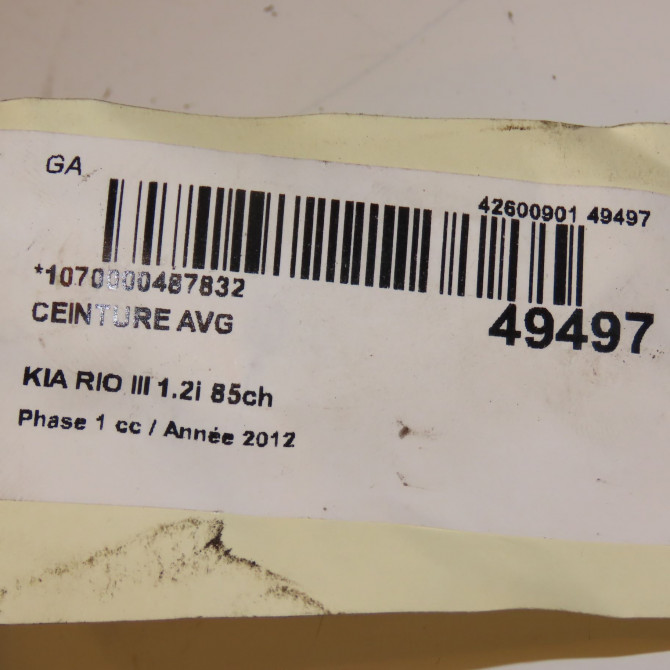 GA
42600901 49497
*1070000487832
CEINTURE AVG
49497
KIA RIO III 1.2i 85ch
Phase 1 cc / Année 2012